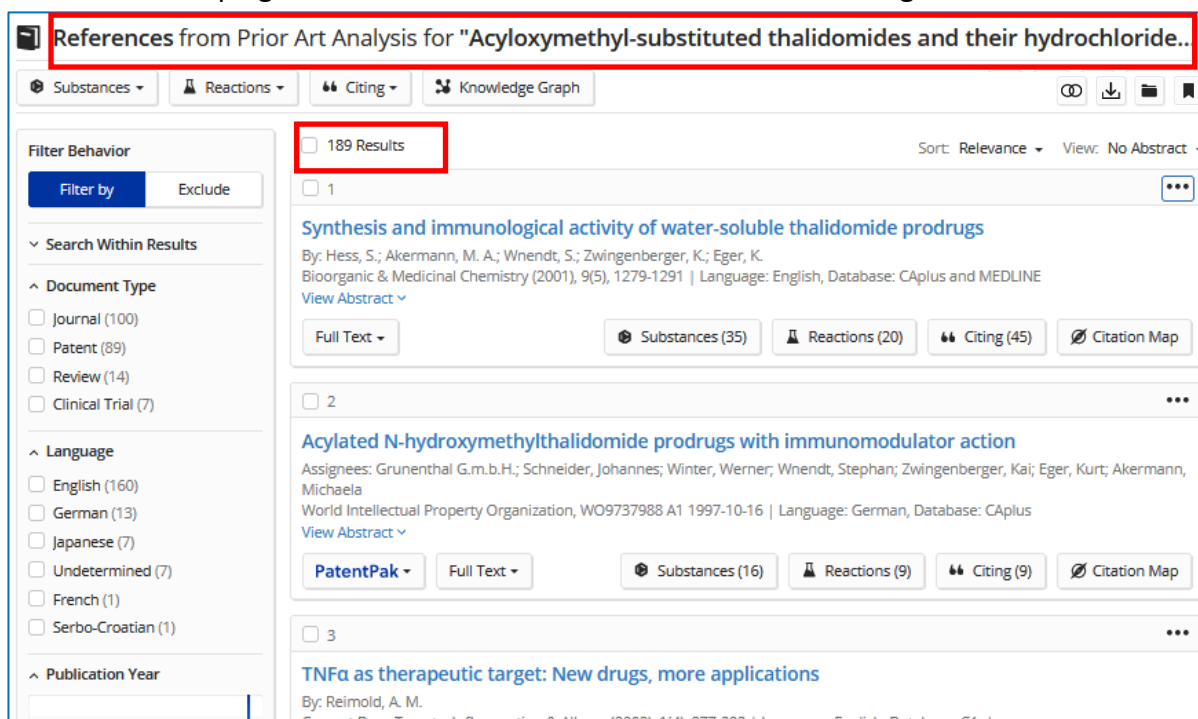 References from Prior Art Analysis for "Acyloxymethyl-substituted thalidomides and their hydrochloride...
Substances Reactions Citing Knowledge Graph
Filter Behavior
Filter by Exclude
Search Within Results
Document Type
Journal (100)
Patent (89)
Review (14)
Clinical Trial (7)
Language
English (160)
German (13)
Japanese (7)
Undetermined (7)
French (1)
Serbo-Croatian (1)
Publication Year
189 Results
Sort: Relevance View: No Abstract
1
Synthesis and immunological activity of water-soluble thalidomide prodrugs
By: Hess, S.; Akermann, M. A.; Wnendt, S.; Zwingenberger, K.; Eger, K.
Bioorganic & Medicinal Chemistry (2001), 9(5), 1279-1291 | Language: English, Database: CAplus and MEDLINE
View Abstract
Full Text Substances (35) Reactions (20) Citing (45) Citation Map
2
Acylated N-hydroxymethylthalidomide prodrugs with immunomodulator action
Assignees: Grunenthal G.m.b.H.; Schneider, Johannes; Winter, Werner; Wnendt, Stephan; Zwingenberger, Kai; Eger, Kurt; Akermann,
Michaela
World Intellectual Property Organization, WO9737988 A1 1997-10-16 | Language: German, Database: CAplus
View Abstract
PatentPak Full Text Substances (16) Reactions (9) Citing (9) Citation Map
3
TNFα as therapeutic target: New drugs, more applications
By: Reimold, A. M.